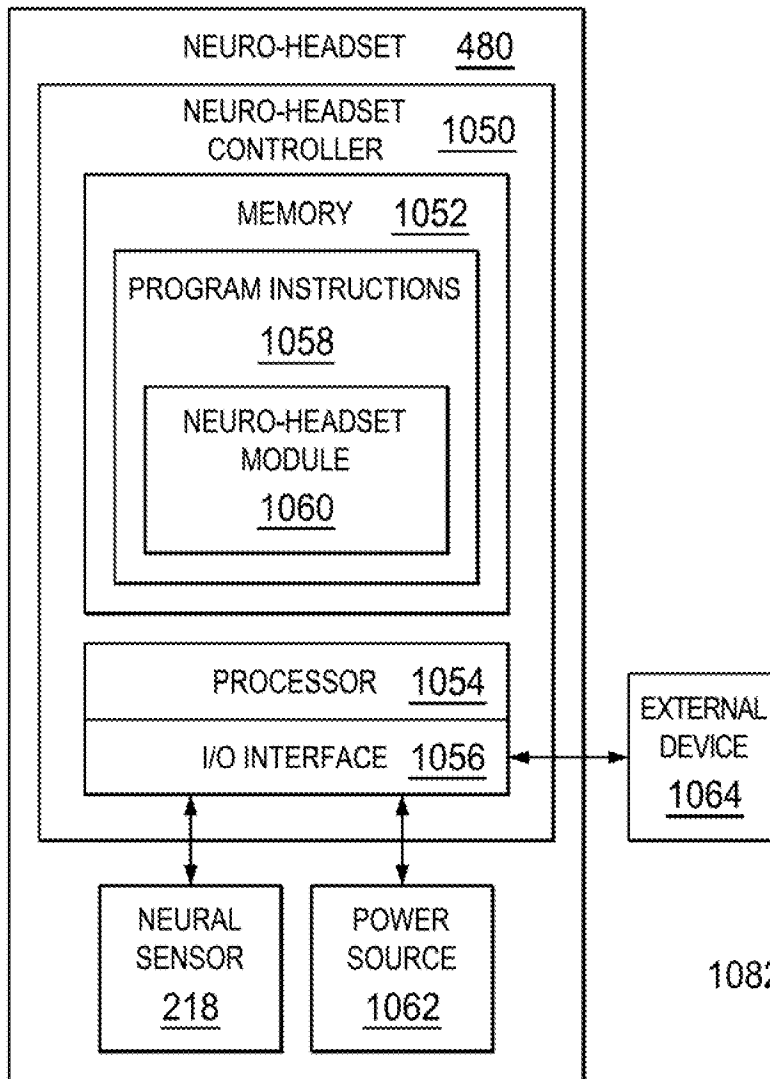 NEURO-HEADSET 480
NEURO-HEADSET
CONTROLLER 1050
MEMORY 1052
PROGRAM INSTRUCTIONS
1058
NEURO-HEADSET
MODULE
1060
PROCESSOR 1054
I/O INTERFACE 1056
EXTERNAL
DEVICE
1064
NEURAL
SENSOR
218
POWER
SOURCE
1062
1082